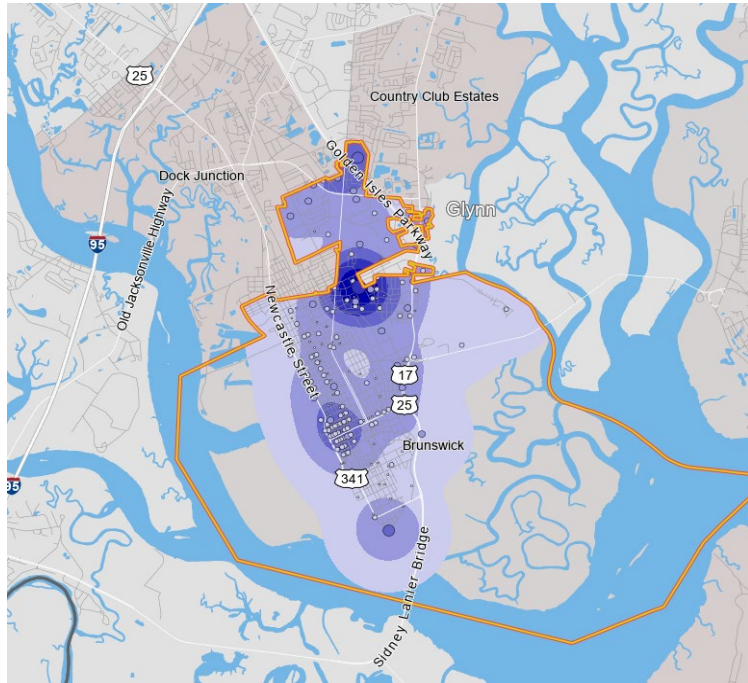 25
Country Club Estates
Golden Isles Parkway
Dock Junction
Glynn
95
Old Jacksonville Highway
Newcastle Street
17
25
Brunswick
341
95
Sidney Lanier Bridge